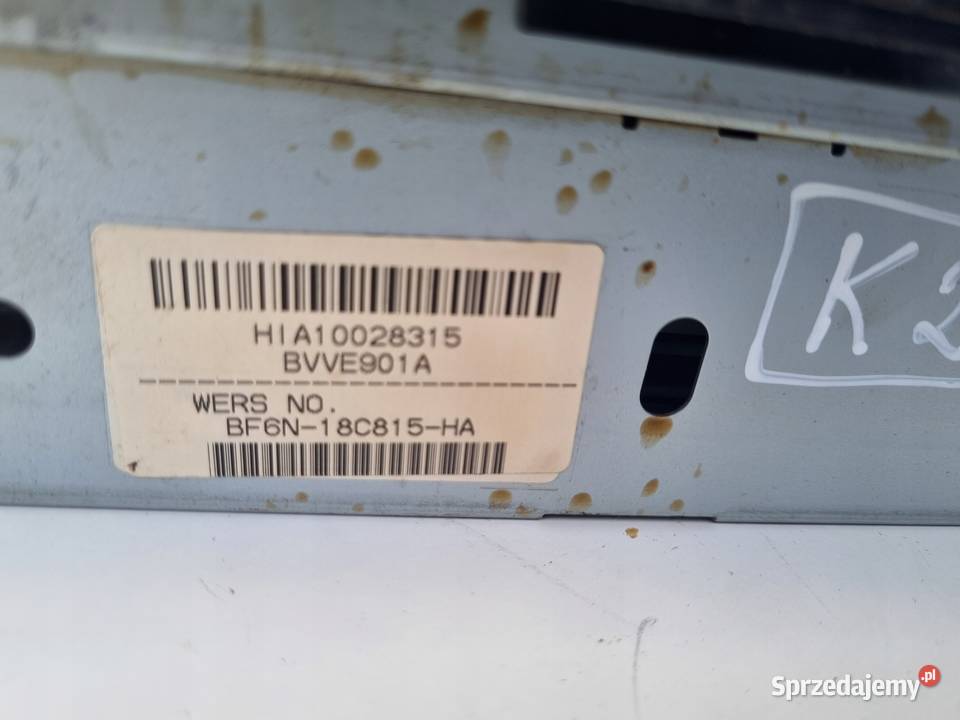 HIA10028315
BVVE901A
WERS NO.
BF6N-18C815-HA
K2
Sprzedajemy.pl